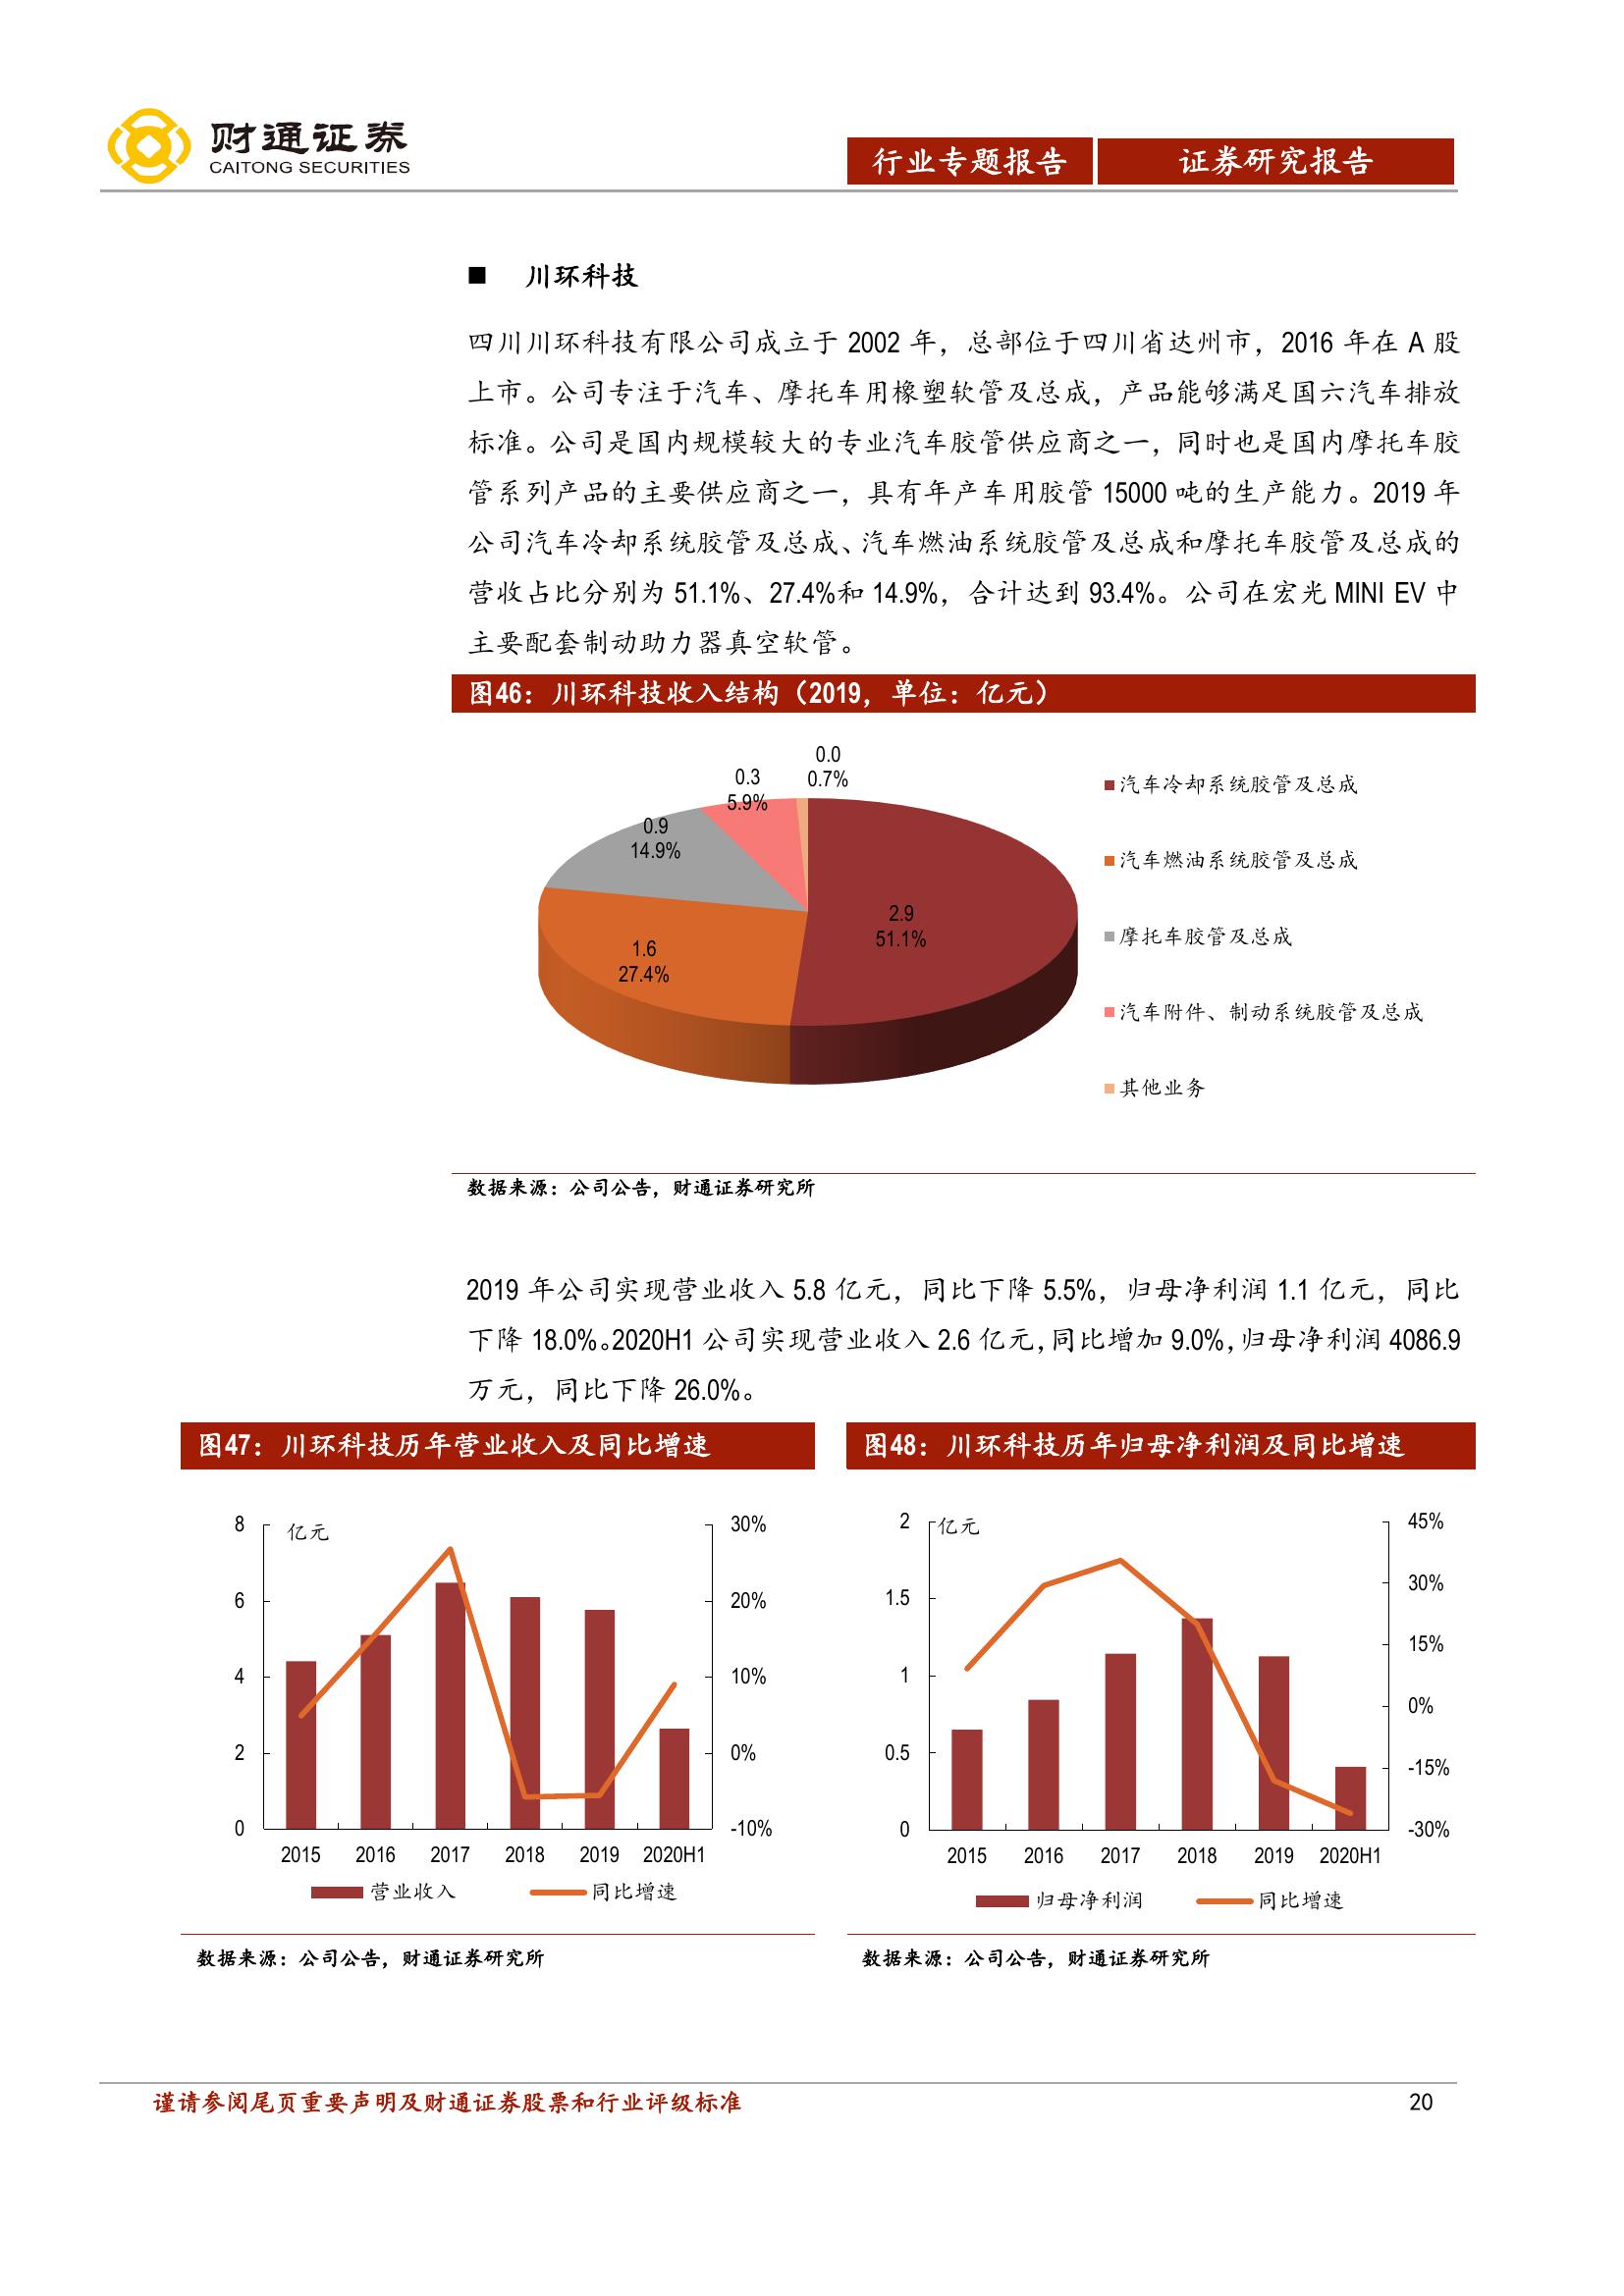 财通证券
CAITONG SECURITIES
行业专题报告
证券研究报告
■ 川环科技
四川川环科技有限公司成立于 2002 年，总部位于四川省达州市，2016 年在 A 股
上市。公司专注于汽车、摩托车用橡塑软管及总成，产品能够满足国六汽车排放
标准。公司是国内规模较大的专业汽车胶管供应商之一，同时也是国内摩托车胶
管系列产品的主要供应商之一，具有年产车用胶管 15000 吨的生产能力。2019 年
公司汽车冷却系统胶管及总成、汽车燃油系统胶管及总成和摩托车胶管及总成的
营收占比分别为 51.1%、27.4%和 14.9%，合计达到 93.4%。公司在宏光 MINI EV 中
主要配套制动助力器真空软管。
图46：川环科技收入结构（2019，单位：亿元）
0.0
0.7%
0.3
5.9%
0.9
14.9%
2.9
51.1%
1.6
27.4%
汽车冷却系统胶管及总成
汽车燃油系统胶管及总成
摩托车胶管及总成
汽车附件、制动系统胶管及总成
其他业务
数据来源：公司公告，财通证券研究所
2019 年公司实现营业收入 5.8 亿元，同比下降 5.5%，归母净利润 1.1 亿元，同比
下降 18.0%。2020H1 公司实现营业收入 2.6 亿元，同比增加 9.0%，归母净利润 4086.9
万元，同比下降 26.0%。
图47：川环科技历年营业收入及同比增速
亿元
8
6
4
2
0
30%
20%
10%
0%
-10%
2015 2016 2017 2018 2019 2020H1
营业收入 同比增速
数据来源：公司公告，财通证券研究所
图48：川环科技历年归母净利润及同比增速
亿元
2
1.5
1
0.5
0
45%
30%
15%
0%
-15%
-30%
2015 2016 2017 2018 2019 2020H1
归母净利润 同比增速
数据来源：公司公告，财通证券研究所
谨请参阅尾页重要声明及财通证券股票和行业评级标准
20